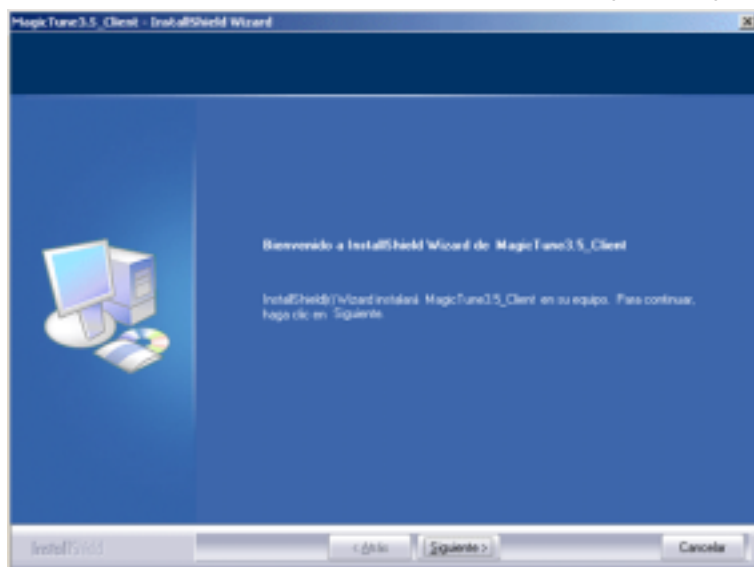 MagicTune3.5_Client - InstallShield Wizard
Bienvenido a InstallShield Wizard de MagicTune3.5_Client
InstallShield(r) Wizard instalará MagicTune3.5_Client en su equipo. Para continuar,
haga clic en Siguiente.
InstallShield
< Atrás Siguiente > Cancelar